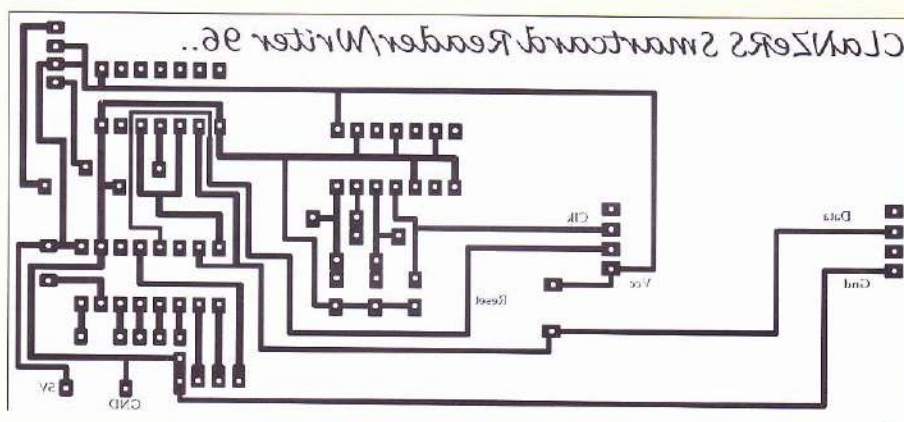 CLaNZeRS Smartcard Reader/Writer 96..
Clk
Data
Vcc
Gnd
Reset
5V
GND